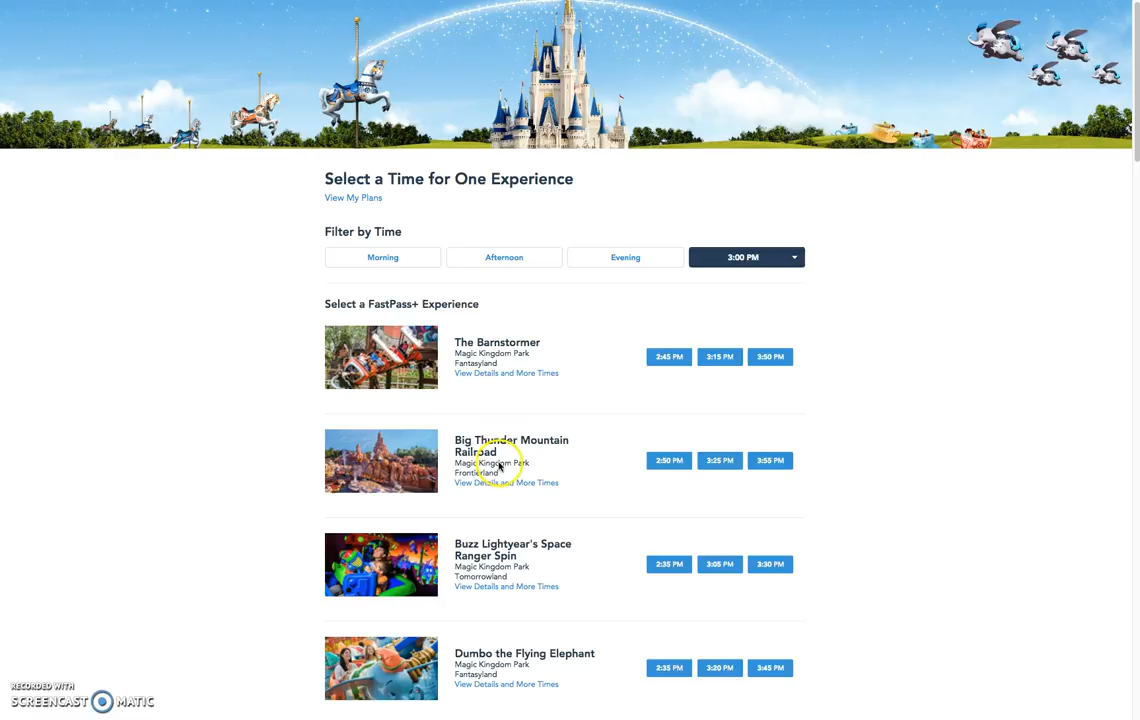 Select a Time for One Experience
View My Plans
Filter by Time
Morning
Afternoon
Evening
3:00 PM
Select a FastPass+ Experience
The Barnstormer
Magic Kingdom Park
Fantasyland
View Details and More Times
2:45 PM
3:15 PM
3:50 PM
Big Thunder Mountain
Railroad
Magic Kingdom Park
Frontierland
View Details and More Times
2:50 PM
3:25 PM
3:55 PM
Buzz Lightyear's Space
Ranger Spin
Magic Kingdom Park
Tomorrowland
View Details and More Times
2:35 PM
3:05 PM
3:30 PM
Dumbo the Flying Elephant
Magic Kingdom Park
Fantasyland
View Details and More Times
2:35 PM
3:20 PM
3:45 PM
RECORDED WITH
SCREENCAST MATIC